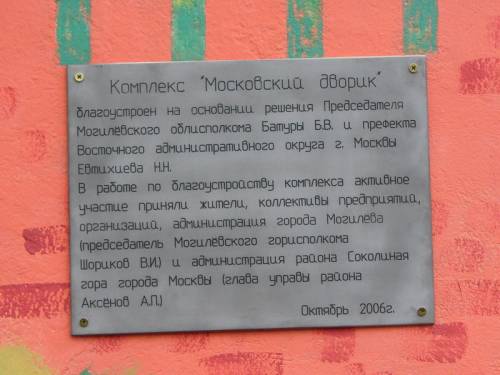 Комплекс "Московский дворик"
благоустроен на основании решения Председателя
Могилёвского облисполкома Батуры Б.В. и префекта
Восточного административного округа г. Москвы
Евтихиева Н.Н.
В работе по благоустройству комплекса активное
участие приняли жители, коллективы предприятий,
организаций, администрация города Могилёва
(председатель Могилёвского горисполкома
Шориков В.И.) и администрация района Соколиная
гора города Москвы (глава управы района
Аксёнов А.П.)
Октябрь 2006г.